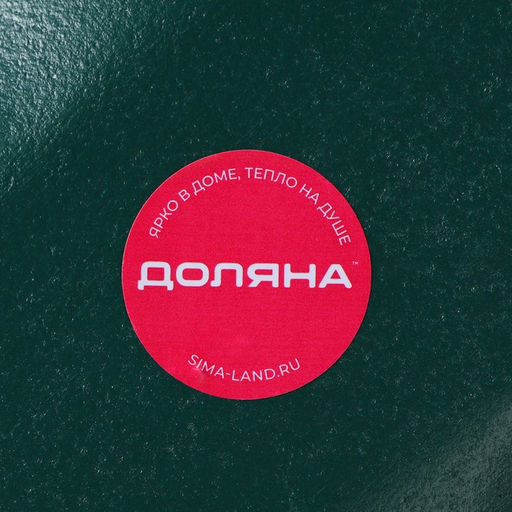 ЯРКО В ДОМЕ, ТЕПЛО НА ДУШЕ
ДОЛЯНА™
SIMA-LAND.RU